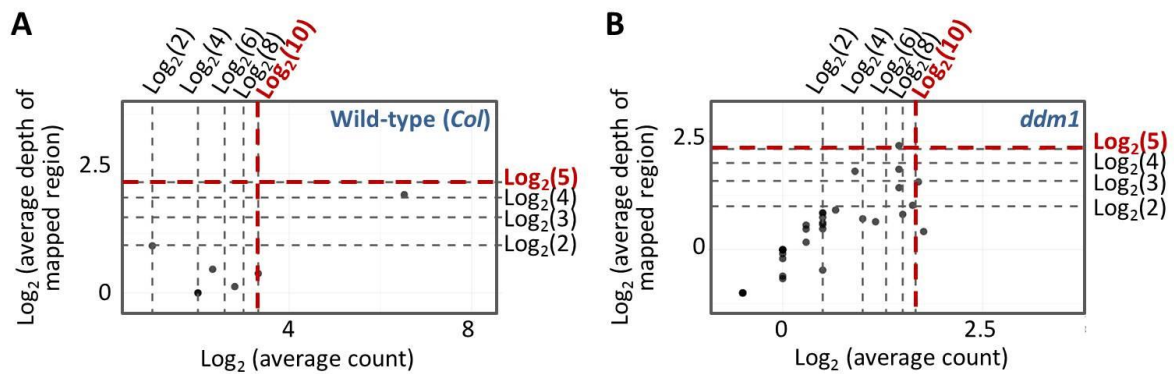 A
Log2(2)
Log2(4)
Log2(6)
Log2(8)
Log2(10)
Wild-type (Col)
Log2 (average depth of
mapped region)
2.5
0
Log2(5)
Log2(4)
Log2(3)
Log2(2)
4
8
Log2 (average count)
B
Log2(2)
Log2(4)
Log2(6)
Log2(8)
Log2(10)
ddm1
Log2 (average depth of
mapped region)
2.5
0
Log2(5)
Log2(4)
Log2(3)
Log2(2)
0
2.5
Log2 (average count)